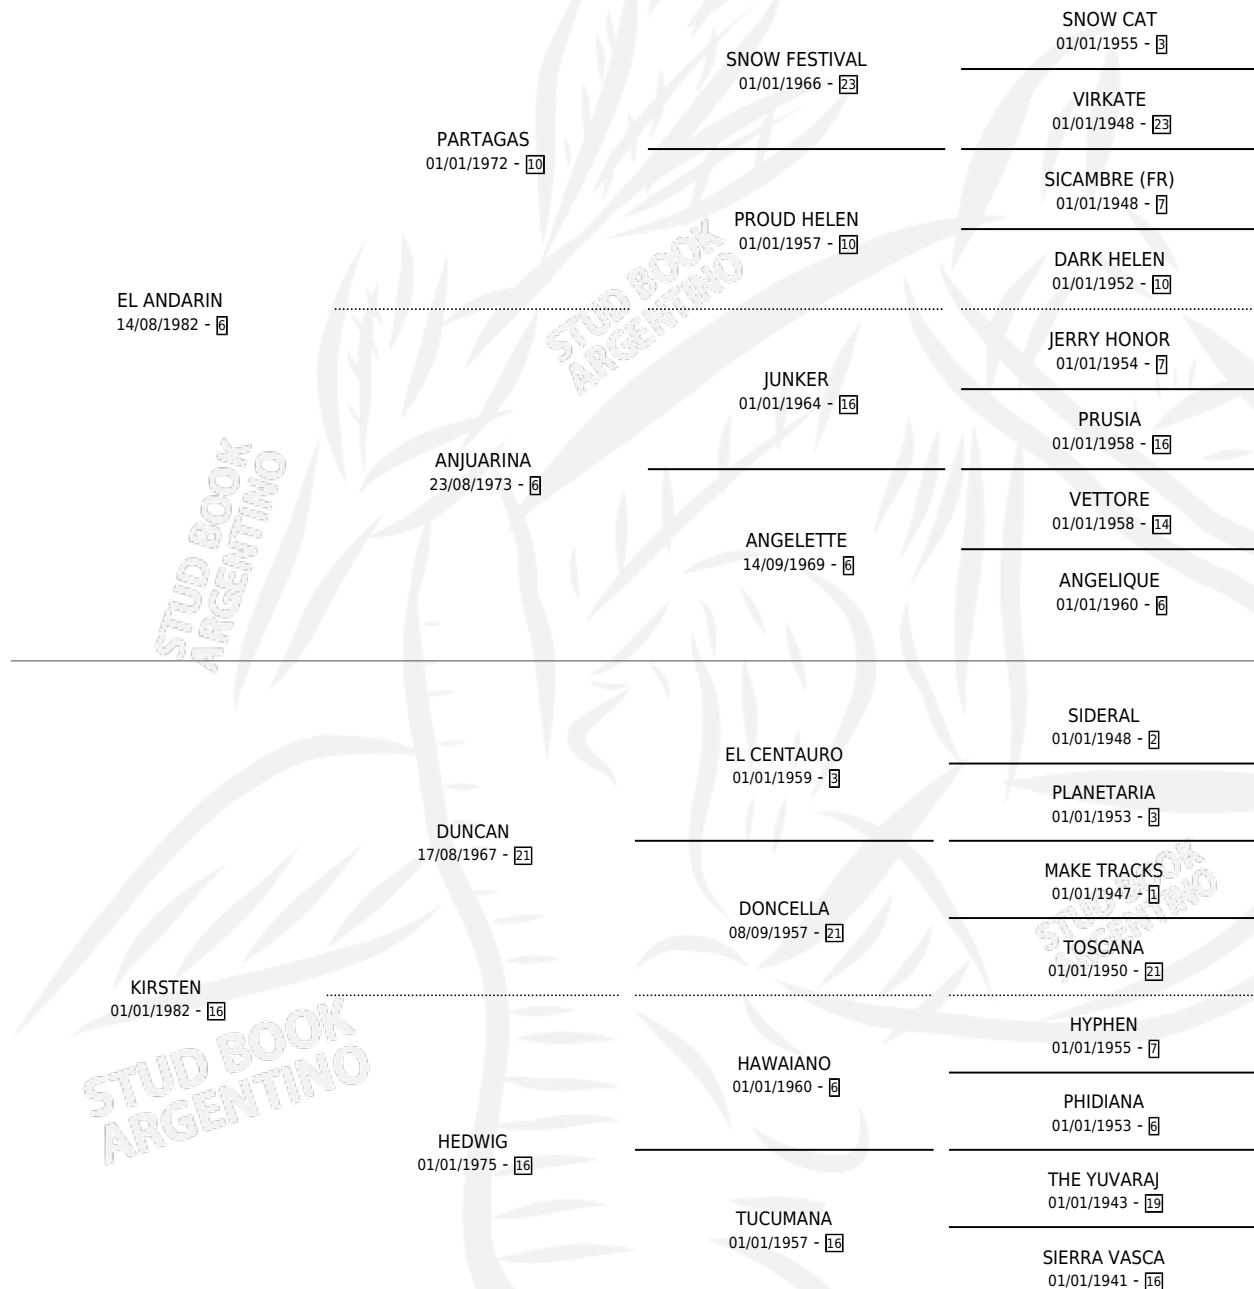 SNOW CAT
01/01/1955 - 3
SNOW FESTIVAL
01/01/1966 - 23
VIRKATE
01/01/1948 - 23
PARTAGAS
01/01/1972 - 10
SICAMBRE (FR)
01/01/1948 - 7
PROUD HELEN
01/01/1957 - 10
DARK HELEN
01/01/1952 - 10
EL ANDARIN
14/08/1982 - 6
JERRY HONOR
01/01/1954 - 7
JUNKER
01/01/1964 - 16
PRUSIA
01/01/1958 - 16
ANJUARINA
23/08/1973 - 6
VETTORE
01/01/1958 - 14
ANGELETTE
14/09/1969 - 6
ANGELIQUE
01/01/1960 - 6
SIDERAL
01/01/1948 - 2
EL CENTAURO
01/01/1959 - 3
PLANETARIA
01/01/1953 - 3
DUNCAN
17/08/1967 - 21
MAKE TRACKS
01/01/1947 - 1
DONCELLA
08/09/1957 - 21
TOSCANA
01/01/1950 - 21
KIRSTEN
01/01/1982 - 16
HYPHEN
01/01/1955 - 7
HAWAIANO
01/01/1960 - 6
PHIDIANA
01/01/1953 - 6
HEDWIG
01/01/1975 - 16
THE YUVARAJ
01/01/1943 - 19
TUCUMANA
01/01/1957 - 16
SIERRA VASCA
01/01/1941 - 16
STUD BOOK
ARGENTINO
STUD BOOK
ARGENTINO
STUD BOOK
ARGENTINO
STUD BOOK
ARGENTINO